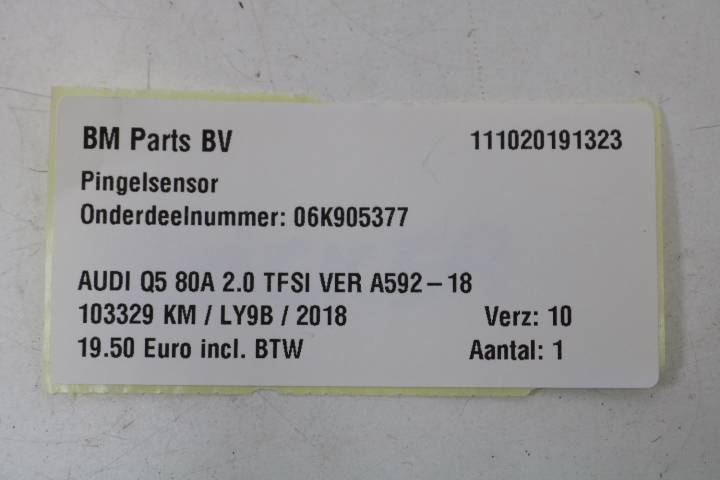 BM Parts BV 111020191323
Pingelsensor
Onderdeelnummer: 06K905377
AUDI Q5 80A 2.0 TFSI VER A592-18
103329 KM / LY9B / 2018 Verz: 10
19.50 Euro incl. BTW Aantal: 1